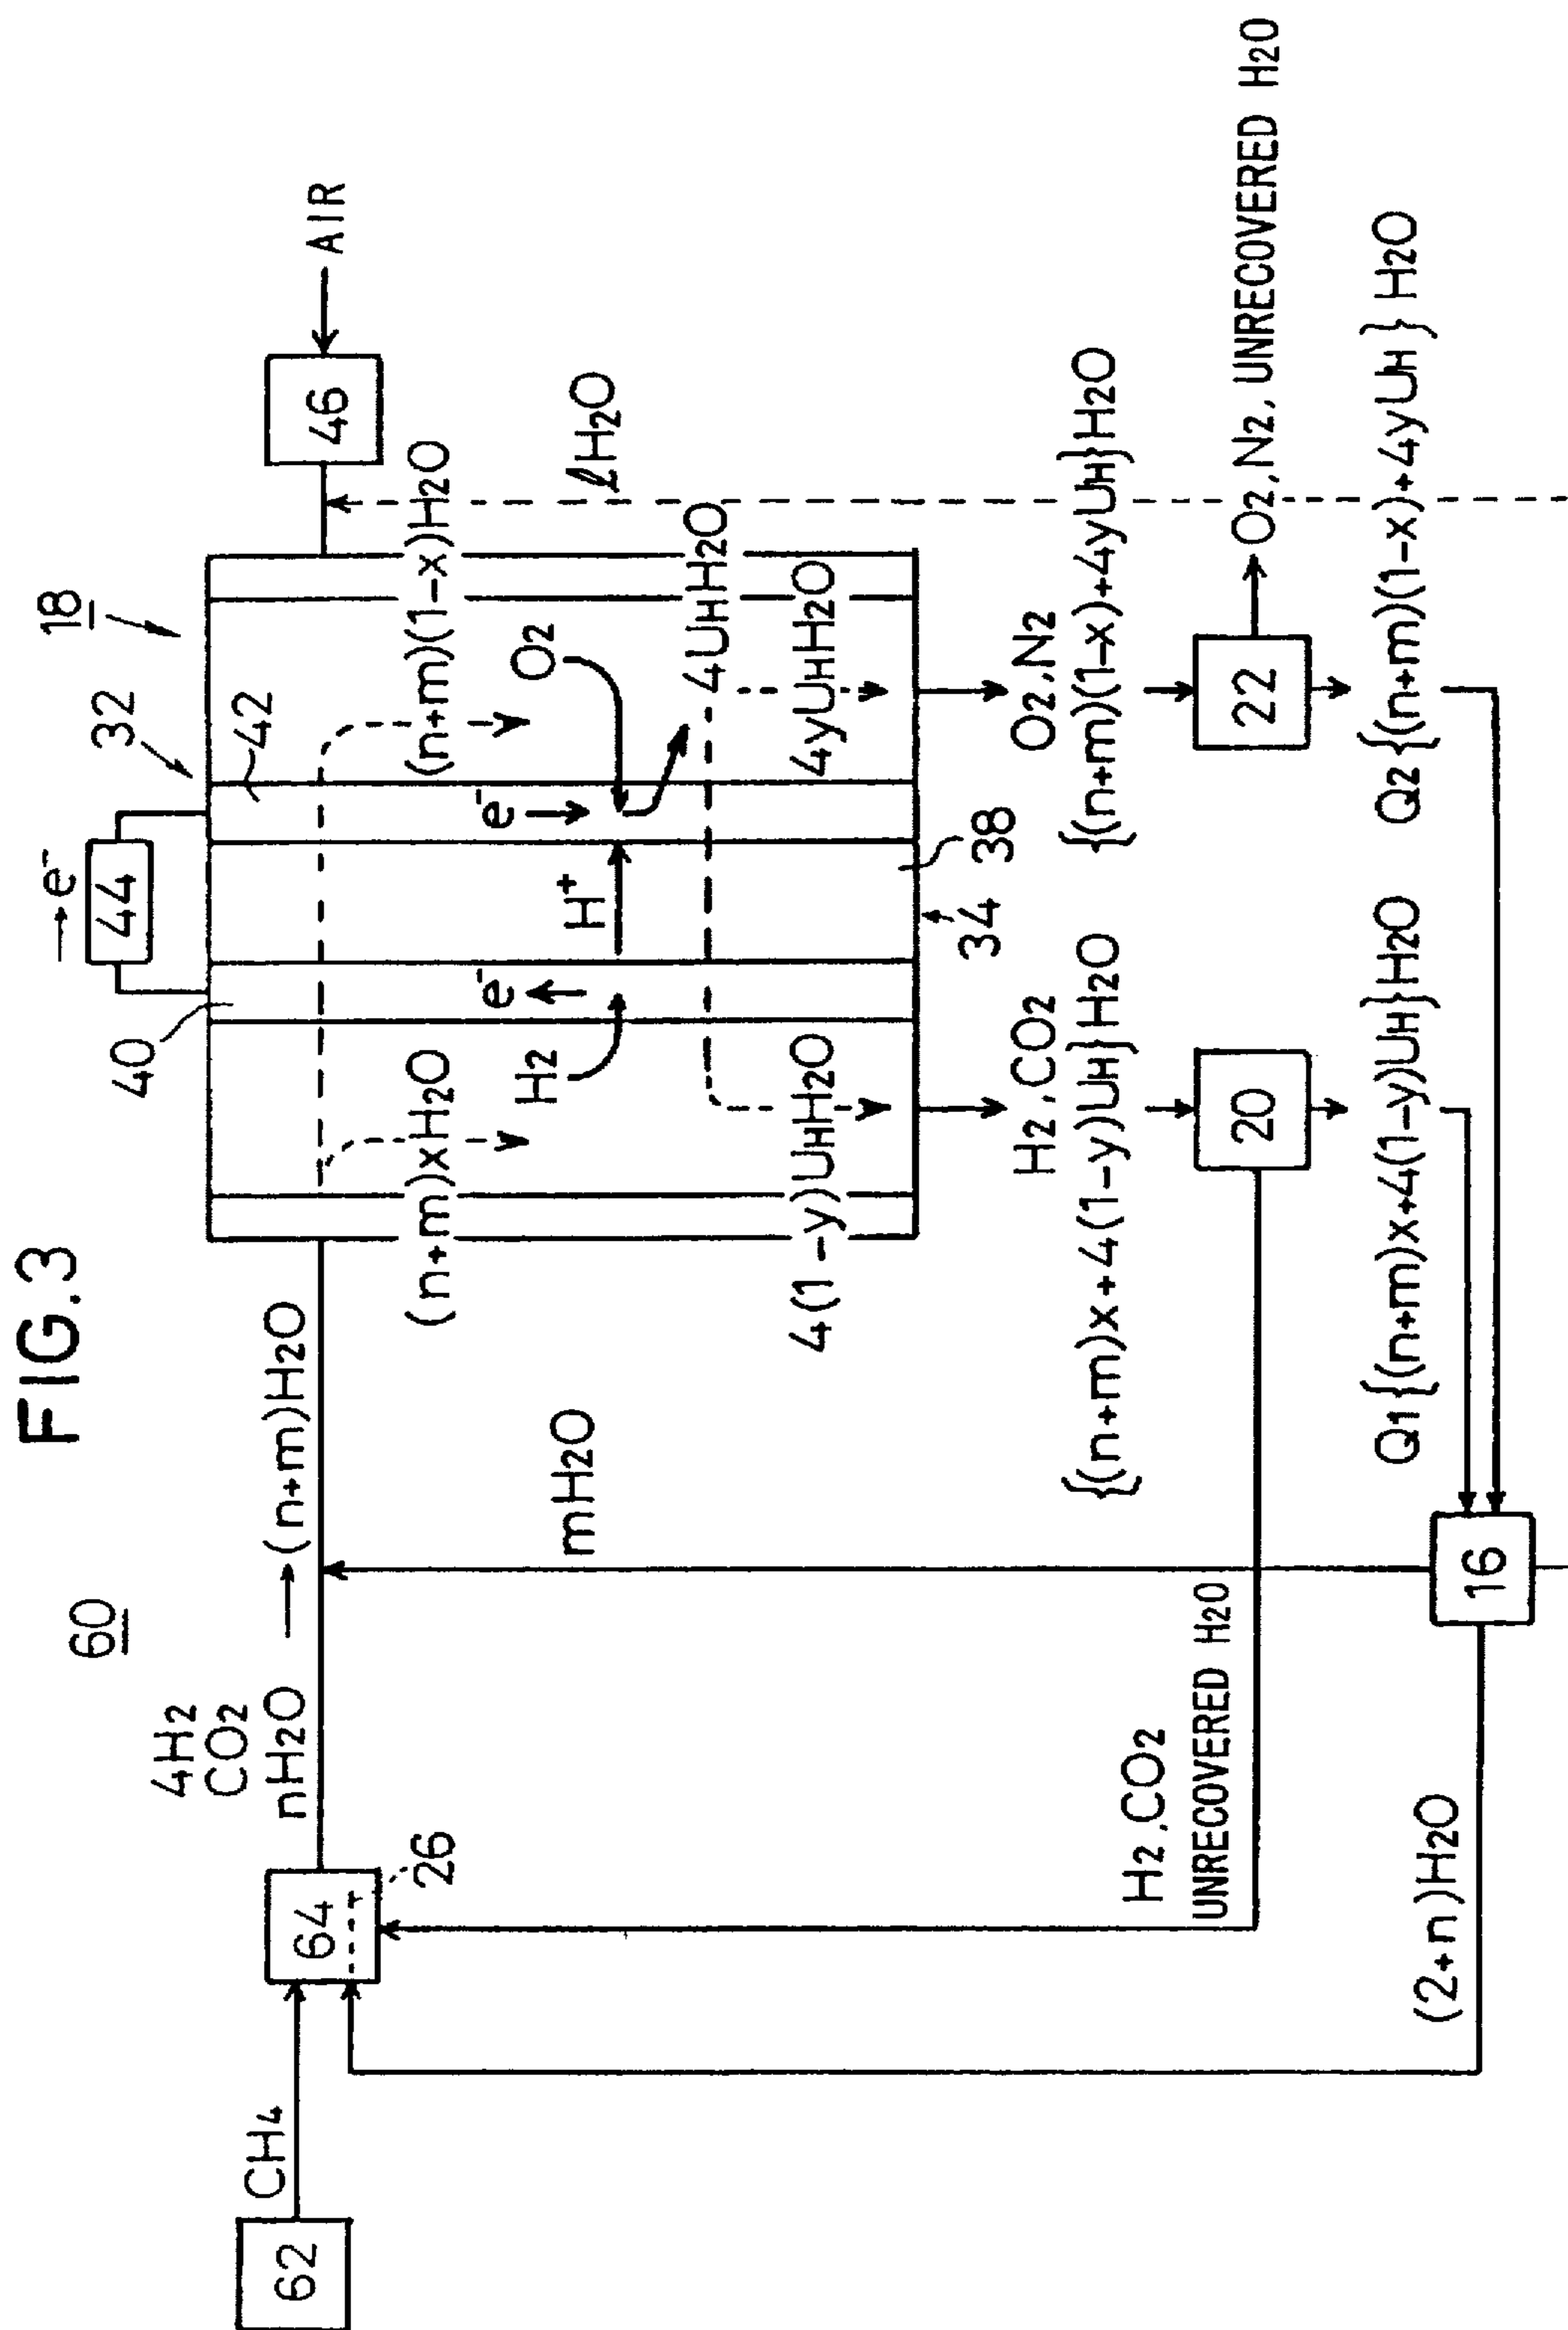 FIG.3
60
62
CH4
64
26
4H2
CO2
nH2O
(n+m)H2O
mH2O
(2+n)H2O
16
H2,CO2
UNRECOVERED H2O
18
32
34
38
40
42
e-
44
46
AIR
ℓH2O
(n+m)xH2O
(n+m)(1-x)H2O
H2
e-
H+
e-
O2
4UHH2O
4(1-y)UHH2O
4yUHH2O
H2,CO2
{(n+m)x+4(1-y)UH}H2O
20
Q1{(n+m)x+4(1-y)UH}H2O
O2,N2
{(n+m)(1-x)+4yUH}H2O
22
O2,N2,UNRECOVERED H2O
Q2{(n+m)(1-x)+4yUH}H2O